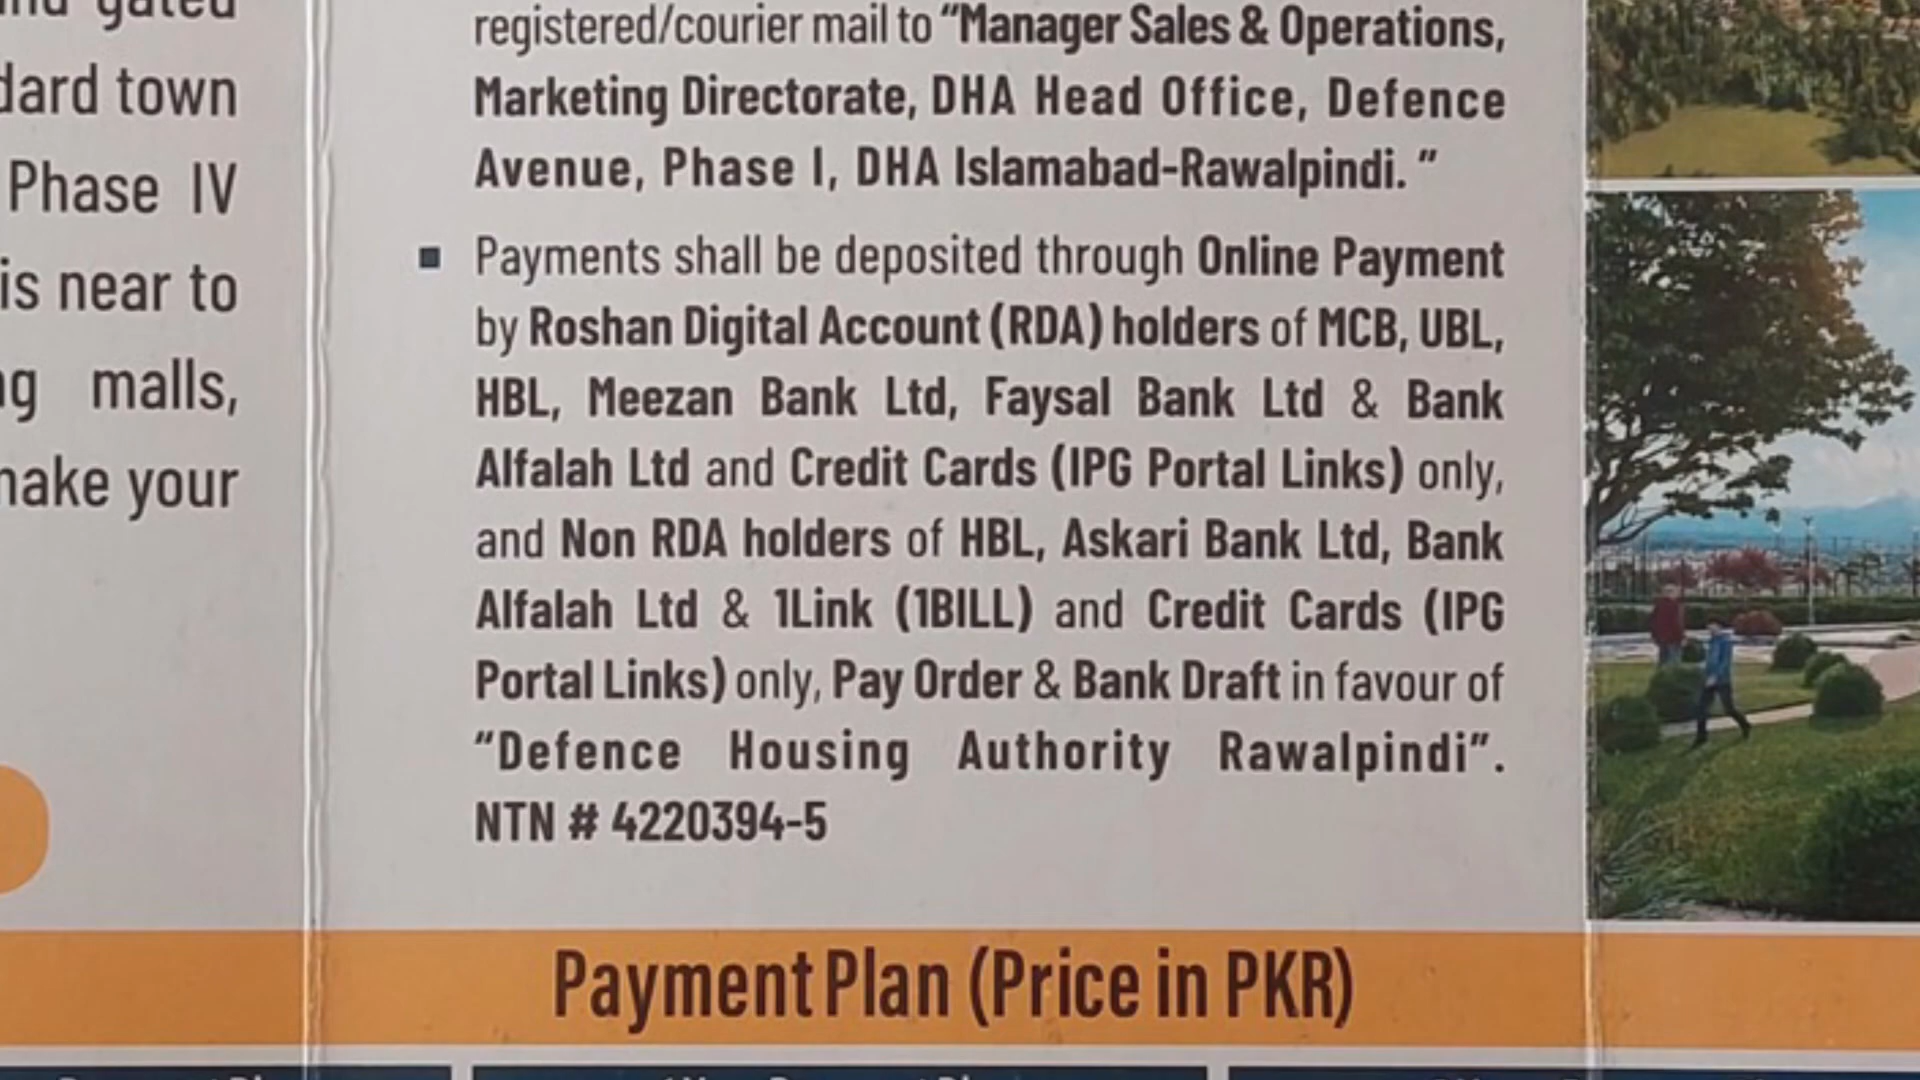 gated
town
Phase IV
is near to
malls,
your
registered/courier mail to “Manager Sales & Operations,
Marketing Directorate, DHA Head Office, Defence
Avenue, Phase I, DHA Islamabad-Rawalpindi. ”
▪ Payments shall be deposited through Online Payment
by Roshan Digital Account (RDA) holders of MCB, UBL,
HBL, Meezan Bank Ltd, Faysal Bank Ltd & Bank
Alfalah Ltd and Credit Cards (IPG Portal Links) only,
and Non RDA holders of HBL, Askari Bank Ltd, Bank
Alfalah Ltd & 1Link (1BILL) and Credit Cards (IPG
Portal Links) only, Pay Order & Bank Draft in favour of
“Defence Housing Authority Rawalpindi”.
NTN # 4220394-5
Payment Plan (Price in PKR)